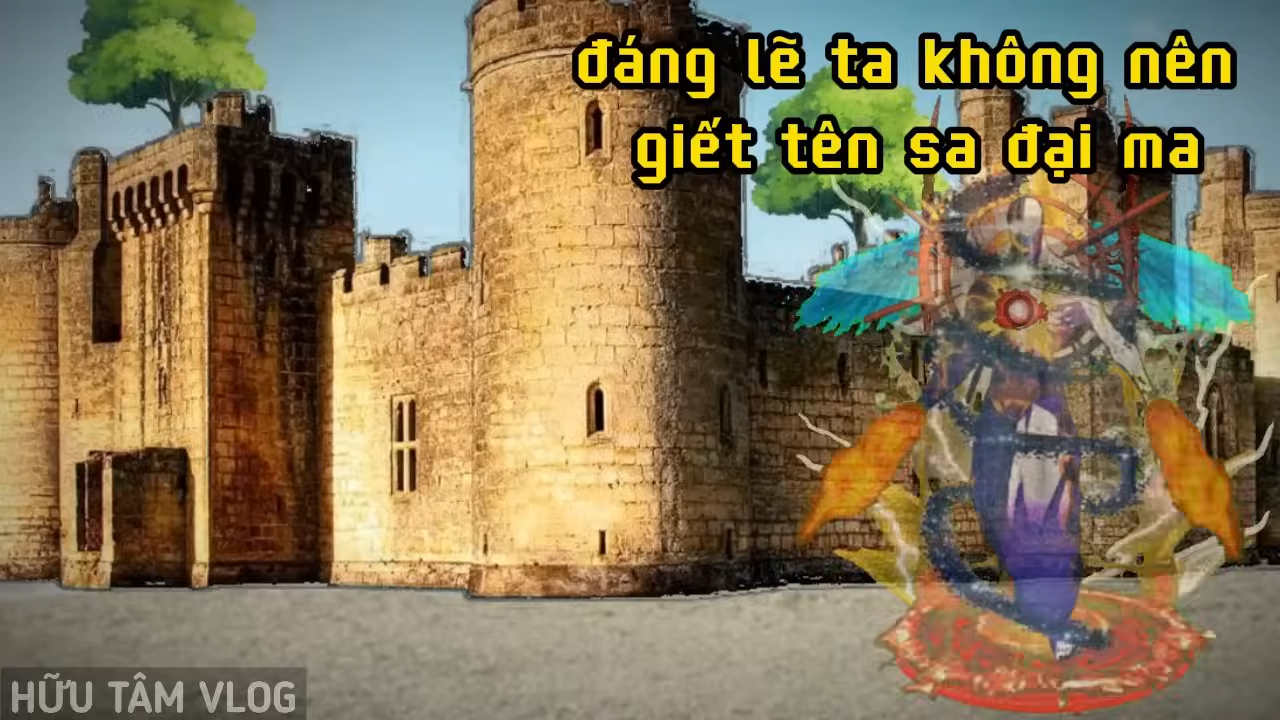 đáng lẽ ta không nên
giết tên sa đại ma
HỮU TÂM VLOG